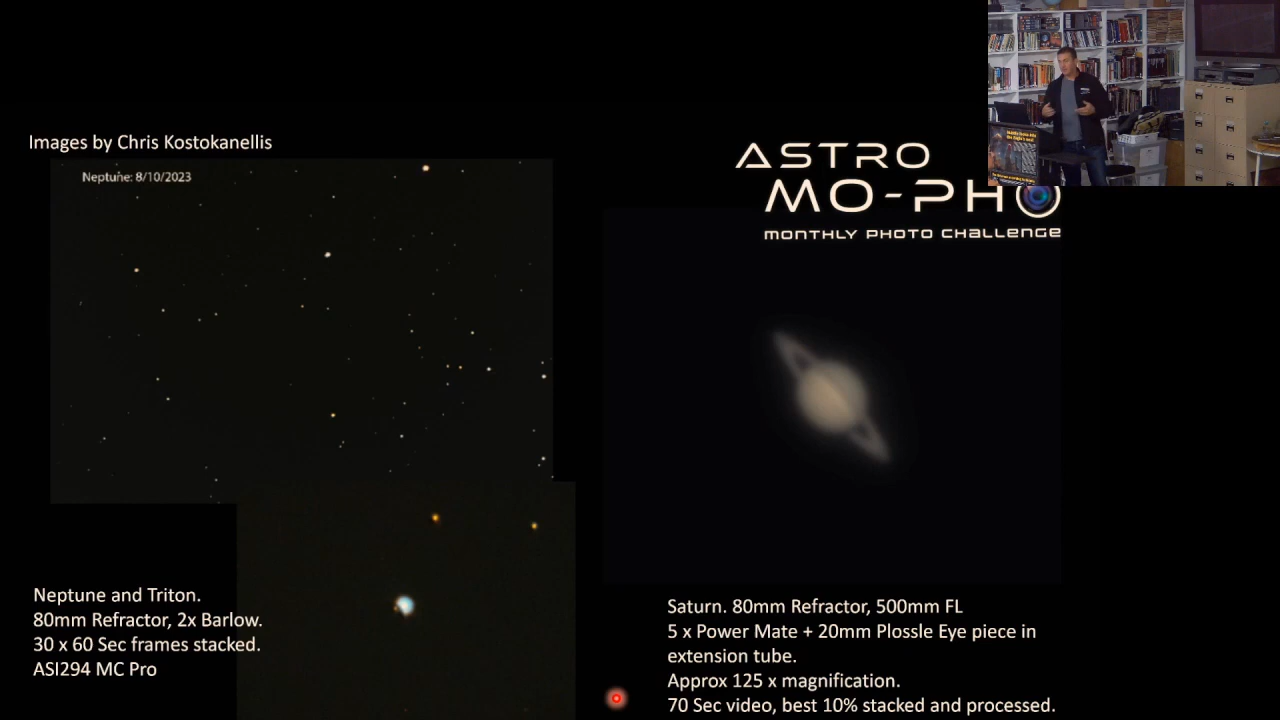 Images by Chris Kostokanellis
Neptune: 8/10/2023
ASTRO
MO-PHO
MONTHLY PHOTO CHALLENGE
Neptune and Triton.
80mm Refractor, 2x Barlow.
30 x 60 Sec frames stacked.
ASI294 MC Pro
Saturn. 80mm Refractor, 500mm FL
5 x Power Mate + 20mm Plossle Eye piece in
extension tube.
Approx 125 x magnification.
70 Sec video, best 10% stacked and processed.